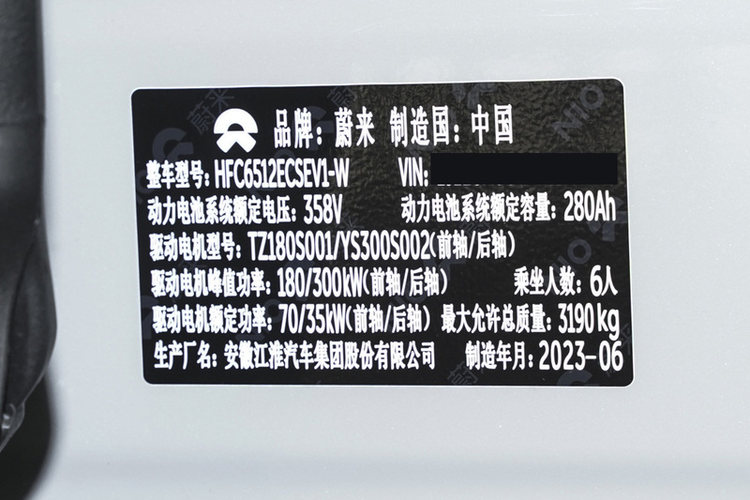 品牌：蔚来 制造国：中国
整车型号：HFC6512ECSEV1-W VIN：
动力电池系统额定电压：358V 动力电池系统额定容量：280Ah
驱动电机型号：TZ180S001/YS300S002(前轴/后轴)
驱动电机峰值功率：180/300kW(前轴/后轴) 乘坐人数：6人
驱动电机额定功率：70/35kW(前轴/后轴) 最大允许总质量：3190kg
生产厂名：安徽江淮汽车集团股份有限公司 制造年月：2023-06